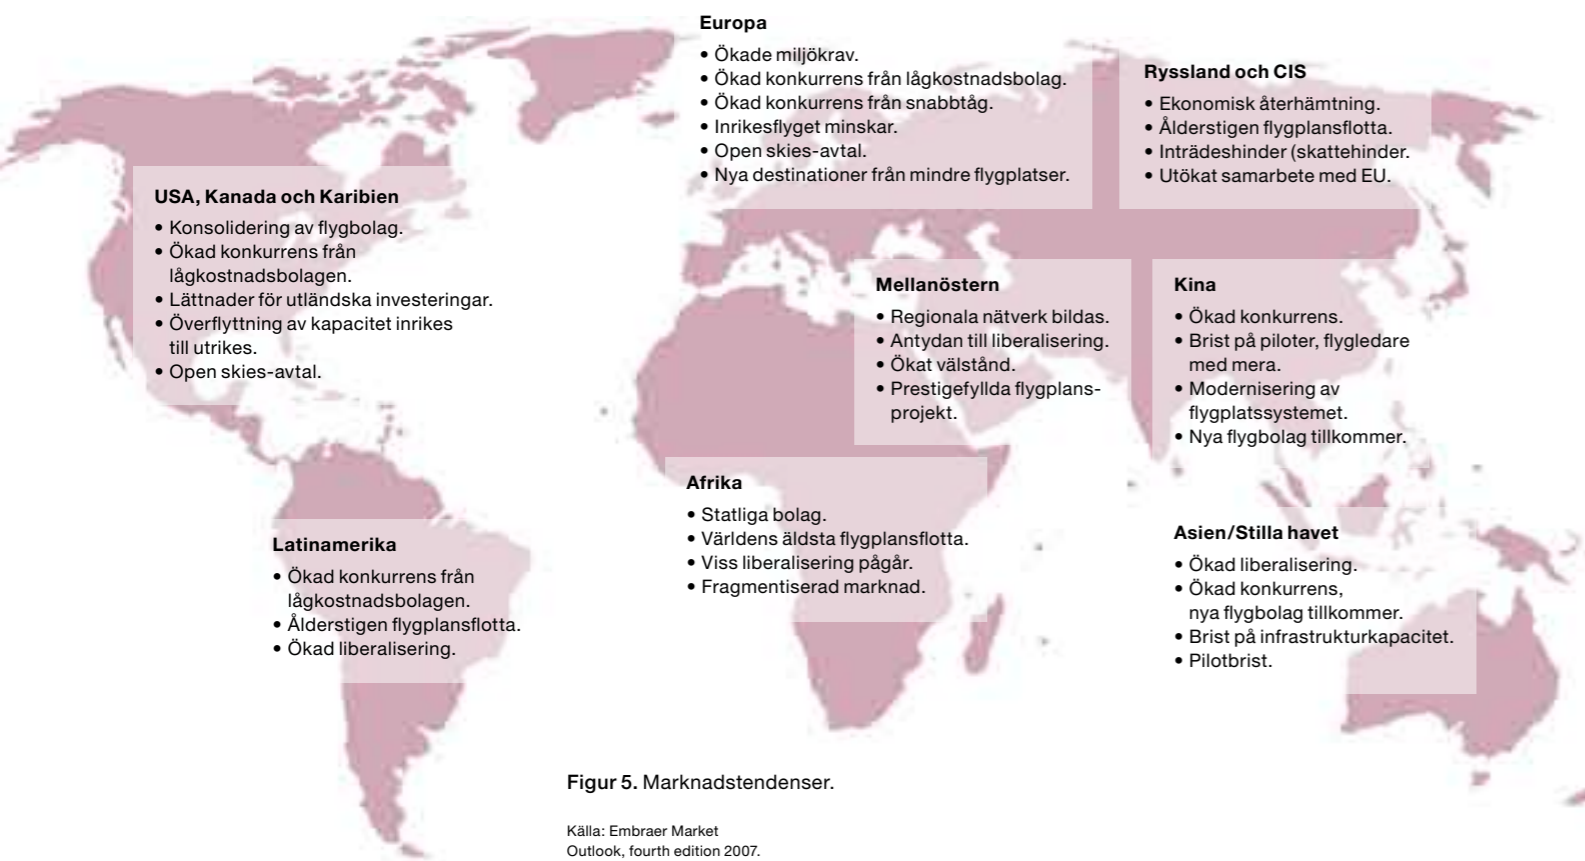 Europa
• Ökade miljökrav.
• Ökad konkurrens från lågkostnadsbolag.
• Ökad konkurrens från snabbtåg.
• Inrikesflyget minskar.
• Open skies-avtal.
• Nya destinationer från mindre flygplatser.
Ryssland och CIS
• Ekonomisk återhämtning.
• Ålderstigen flygplansflotta.
• Inträdeshinder (skattehinder.
• Utökat samarbete med EU.
USA, Kanada och Karibien
• Konsolidering av flygbolag.
• Ökad konkurrens från
lågkostnadsbolagen.
• Lättnader för utländska investeringar.
• Överflyttning av kapacitet inrikes
till utrikes.
• Open skies-avtal.
Mellanöstern
• Regionala nätverk bildas.
• Antydan till liberalisering.
• Ökat välstånd.
• Prestigefyllda flygplans-
projekt.
Kina
• Ökad konkurrens.
• Brist på piloter, flygledare
med mera.
• Modernisering av
flygplatssystemet.
• Nya flygbolag tillkommer.
Afrika
• Statliga bolag.
• Världens äldsta flygplansflotta.
• Viss liberalisering pågår.
• Fragmentiserad marknad.
Latinamerika
• Ökad konkurrens från
lågkostnadsbolagen.
• Ålderstigen flygplansflotta.
• Ökad liberalisering.
Asien/Stilla havet
• Ökad liberalisering.
• Ökad konkurrens,
nya flygbolag tillkommer.
• Brist på infrastrukturkapacitet.
• Pilotbrist.
Figur 5. Marknadstendenser.
Källa: Embraer Market
Outlook, fourth edition 2007.